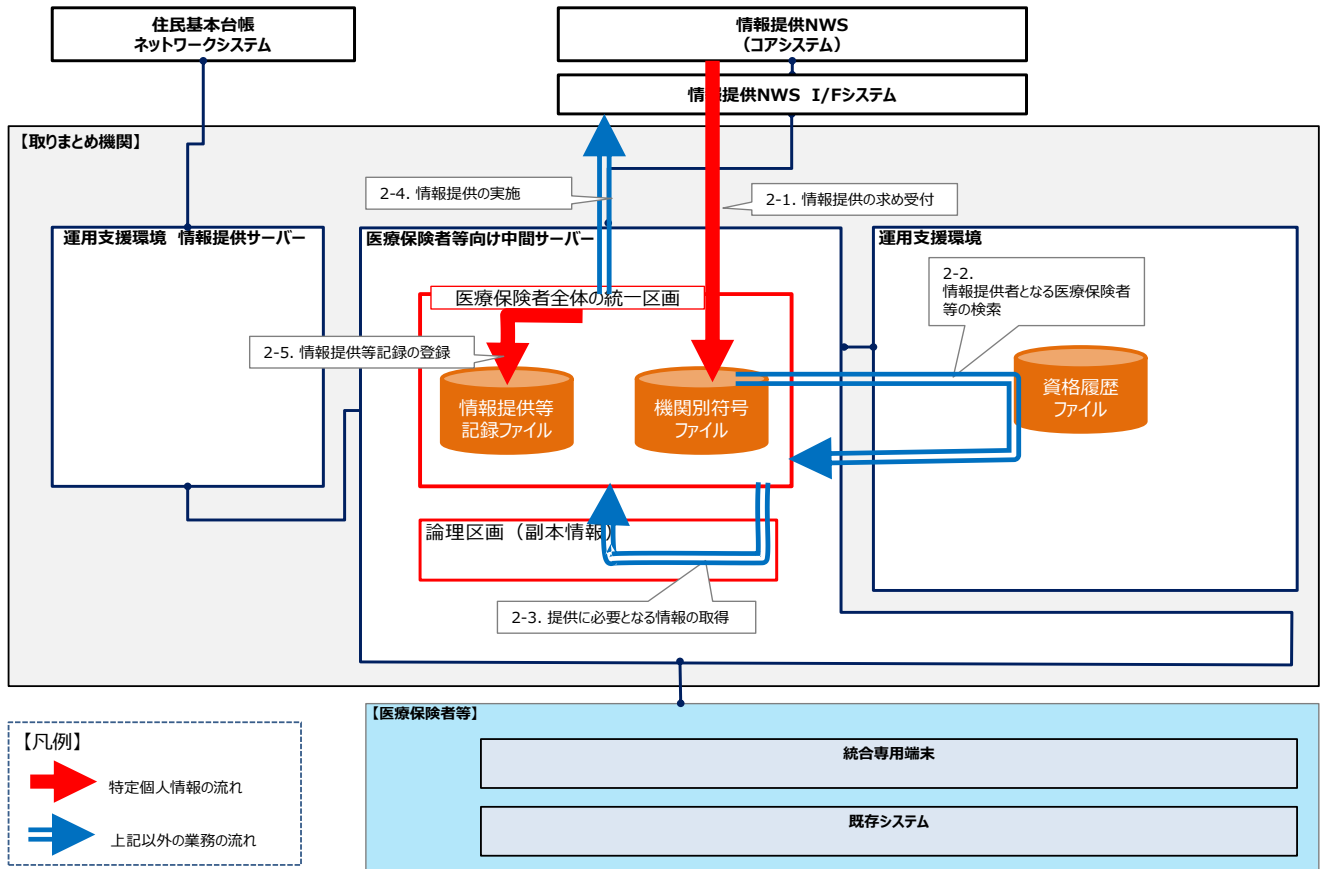 住民基本台帳
ネットワークシステム
情報提供NWS
（コアシステム）
情報提供NWS I/Fシステム
【取りまとめ機関】
2-4. 情報提供の実施
2-1. 情報提供の求め受付
運用支援環境 情報提供サーバー
医療保険者等向け中間サーバー
運用支援環境
2-2.
情報提供者となる医療保険者
等の検索
医療保険者全体の統一区画
2-5. 情報提供等記録の登録
情報提供等
記録ファイル
機関別符号
ファイル
資格履歴
ファイル
論理区画（副本情報）
2-3. 提供に必要となる情報の取得
【医療保険者等】
統合専用端末
既存システム
【凡例】
特定個人情報の流れ
上記以外の業務の流れ